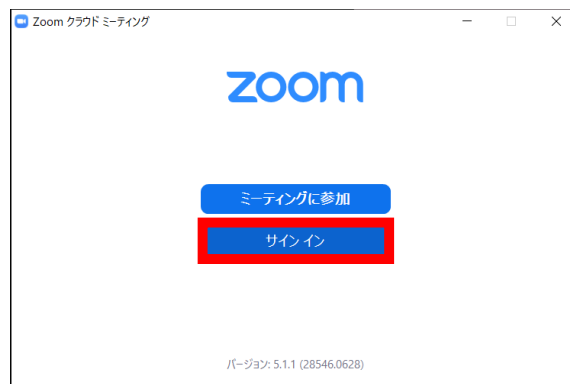 Zoom クラウド ミーティング
zoom
ミーティングに参加
サイン イン
バージョン: 5.1.1 (28546.0628)